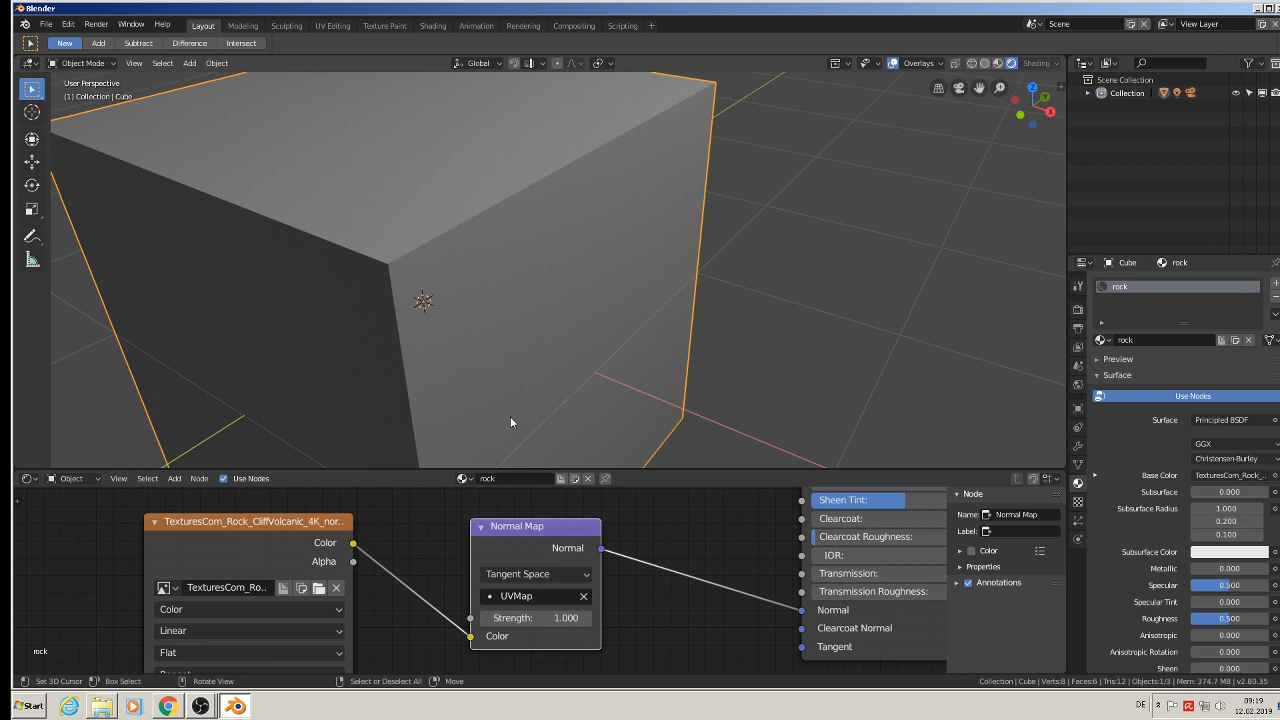 Blender
File Edit Render Window Help Layout Modeling Sculpting UV Editing Texture Paint Shading Animation Rendering Compositing Scripting + Scene View Layer
New Add Subtract Difference Intersect
Object Mode View Select Add Object Global Overlays Shading
User Perspective
(1) Collection | Cube
Z
Y
X
Scene Collection
Collection
Cube rock
rock
rock
Preview
Surface
Use Nodes
Surface: Principled BSDF
GGX
Christensen-Burley
Base Color TexturesCom_Rock_...
Subsurface 0.000
Subsurface Radius 1.000
0.200
0.100
Subsurface Color
Metallic 0.000
Specular 0.500
Specular Tint 0.000
Roughness 0.500
Anisotropic 0.000
Anisotropic Rotation 0.000
Sheen 0.000
Object View Select Add Node Use Nodes rock
TexturesCom_Rock_CliffVolcanic_4K_nor..
Color
Alpha
TexturesCom_Ro..
Color
Linear
Flat
Repeat
Normal Map
Normal
Tangent Space
UVMap
Strength: 1.000
Color
Sheen Tint:
Clearcoat:
Clearcoat Roughness:
IOR:
Transmission:
Transmission Roughness:
Normal
Clearcoat Normal
Tangent
Node
Name: Normal Map
Label:
Color
Properties
Annotations
rock
Set 3D Cursor Box Select Rotate View Select or Deselect All Move Collection | Cube | Verts:8 | Faces:6 | Tris:12 | Objects:1/3 | Mem: 374.7 MB | v2.80.35
Start DE 09:19
12.02.2019